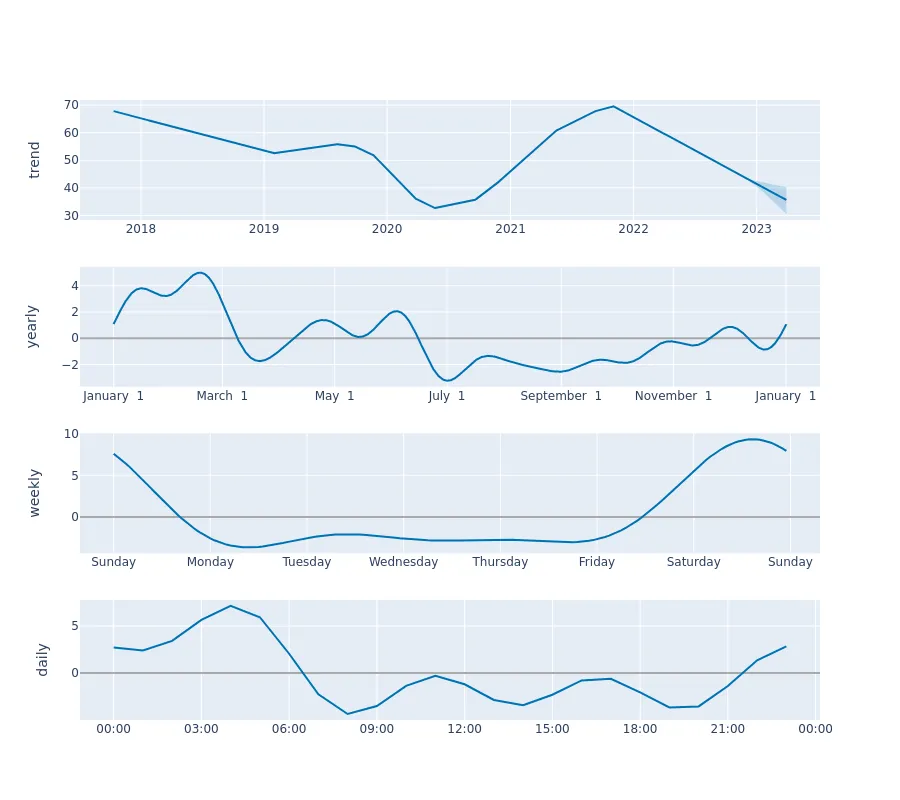 trend
70
60
50
40
30
2018 2019 2020 2021 2022 2023
yearly
4
2
0
−2
January 1 March 1 May 1 July 1 September 1 November 1 January 1
weekly
10
5
0
Sunday Monday Tuesday Wednesday Thursday Friday Saturday Sunday
daily
5
0
00:00 03:00 06:00 09:00 12:00 15:00 18:00 21:00 00:00